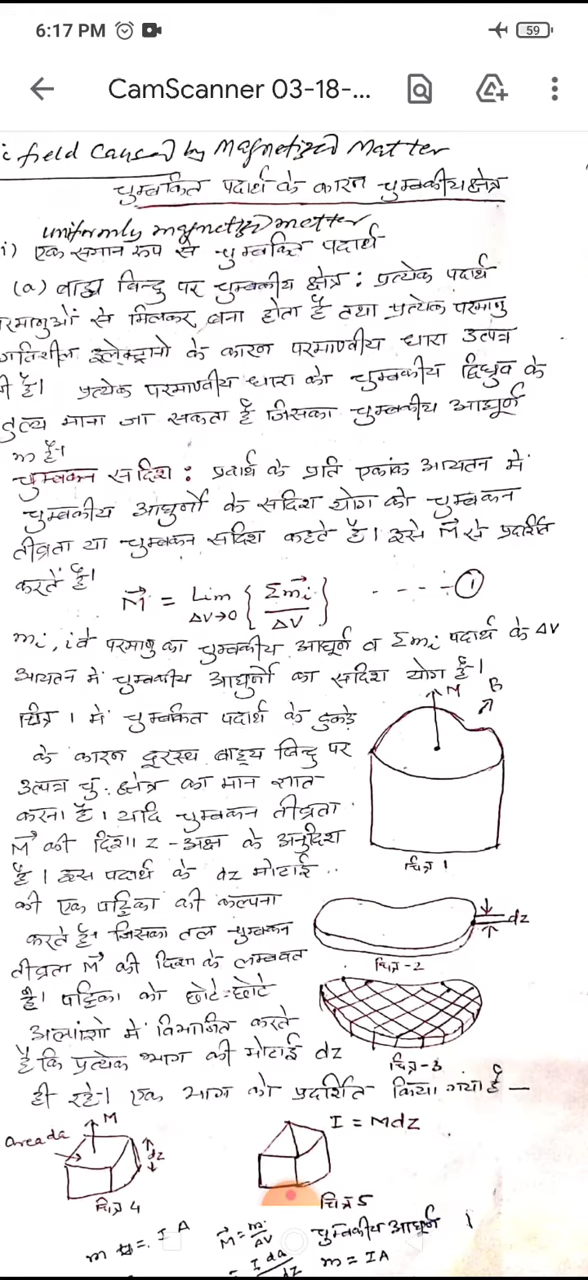 6:17 PM 59
CamScanner 03-18-...
c field caused by Magnetized Matter
चुम्बकित पदार्थ के कारण चुम्बकीय क्षेत्र
uniformly magnetized matter
i) एक समान रूप से चुम्बकित पदार्थ
(a) बाह्य बिन्दु पर चुम्बकीय क्षेत्र : प्रत्येक पदार्थ
रमाणुओं से मिलकर बना होता है तथा प्रत्येक परमाणु
गतिशील इलेक्ट्रानो के कारण परमाण्वीय धारा उत्पन्न
है। प्रत्येक परमाण्वीय धारा को चुम्बकीय द्विध्रुव के
तुल्य माना जा सकता है जिसका चुम्बकीय आघूर्ण
m है।
चुम्बकन सदिश : प्रदार्थ के प्रति एकांक आयतन में
चुम्बकीय आघुर्णो के सदिश योग को चुम्बकन
तीव्रता या चुम्बकन सदिश कहते है। इसे M⃗ से प्रदर्शित
करते है।
M⃗ = Lim ΔV→0 { Σm⃗i / ΔV } - - - - - ①
mi, iवे परमाणु का चुम्बकीय आघूर्ण व Σmi पदार्थ के ΔV
आयतन में चुम्बकीय आघुर्णो का सदिश योग है।
चित्र 1 में चुम्बकित पदार्थ के टुकड़े
के कारण दूरस्थ बाह्य बिन्दु पर
उत्पन्न चु. क्षेत्र का मान ज्ञात
करना है। यदि चुम्बकन तीव्रता
M⃗ की दिशा z-अक्ष के अनुदिश
है। इस पदार्थ के dz मोटाई
की एक पट्टिका की कल्पना
करते है। जिसका तल चुम्बकन
तीव्रता M⃗ की दिशा के लम्बवत
है। पट्टिका को छोटे-छोटे
अल्पांशो में विभाजित करते
है कि प्रत्येक भाग की मोटाई dz
ही रहे। एक भाग को प्रदर्शित किया गया है —
M B
चित्र 1
dz
चित्र-2
चित्र-3
area da M dz
चित्र 4
I = Mdz
चित्र 5
m = I A
M⃗ = m/ΔV चुम्बकीय आघूर्ण
= I da / dz m = IA